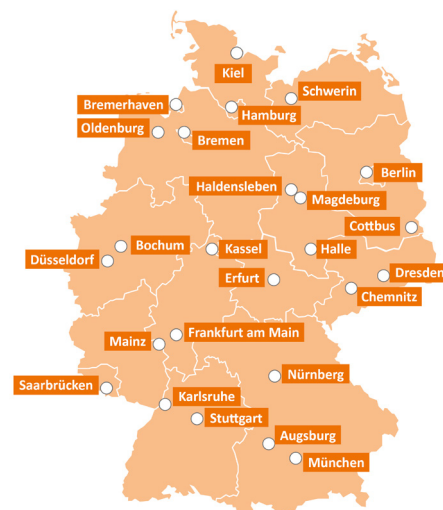 Kiel
Schwerin
Bremerhaven
Hamburg
Oldenburg
Bremen
Berlin
Haldensleben
Magdeburg
Cottbus
Bochum
Kassel
Halle
Düsseldorf
Dresden
Erfurt
Chemnitz
Frankfurt am Main
Mainz
Nürnberg
Saarbrücken
Karlsruhe
Stuttgart
Augsburg
München